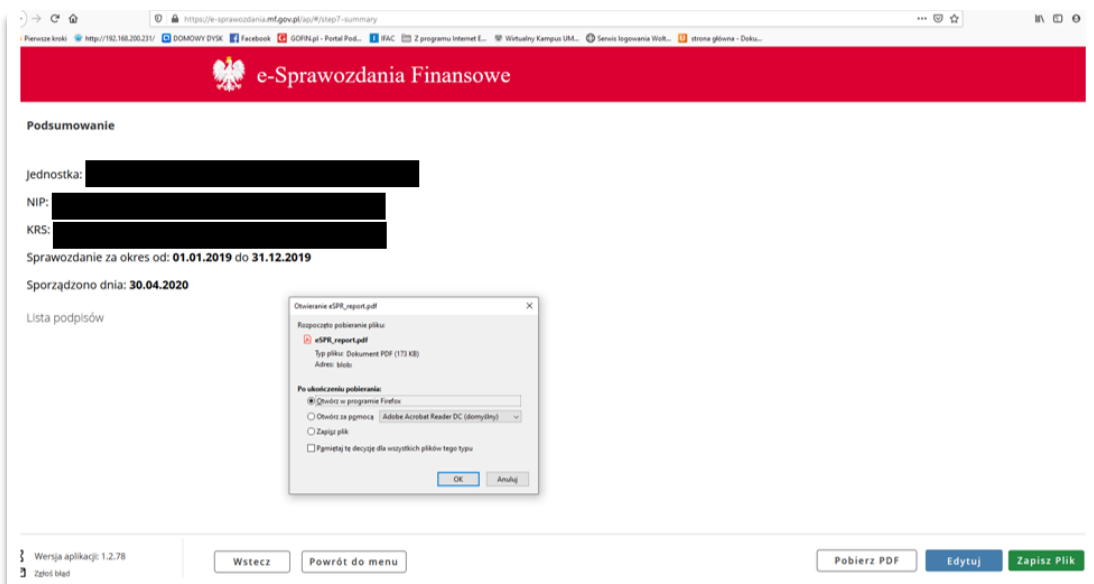 https://e-sprawozdania.mf.gov.pl/ap/#/step7-summary
Pierwsze kroki http://192.168.200.231/ DOMOWY DYSK Facebook GOFIN.pl - Portal Pod... IFAC Z programu Internet E... Wirtualny Kampus UM... Serwis logowania Wolt... strona główna - Doku...
e-Sprawozdania Finansowe
Podsumowanie
Jednostka:
NIP:
KRS:
Sprawozdanie za okres od: 01.01.2019 do 31.12.2019
Sporządzono dnia: 30.04.2020
Lista podpisów
Otwieranie eSPR_report.pdf
Rozpoczęto pobieranie pliku:
eSPR_report.pdf
Typ pliku: Dokument PDF (173 KB)
Adres: blob:
Po ukończeniu pobierania:
Otwórz w programie Firefox
Otwórz za pomocą Adobe Acrobat Reader DC (domyślny)
Zapisz plik
Pamiętaj tę decyzję dla wszystkich plików tego typu
OK Anuluj
Wersja aplikacji: 1.2.78
Zgłoś błąd
Wstecz Powrót do menu Pobierz PDF Edytuj Zapisz Plik